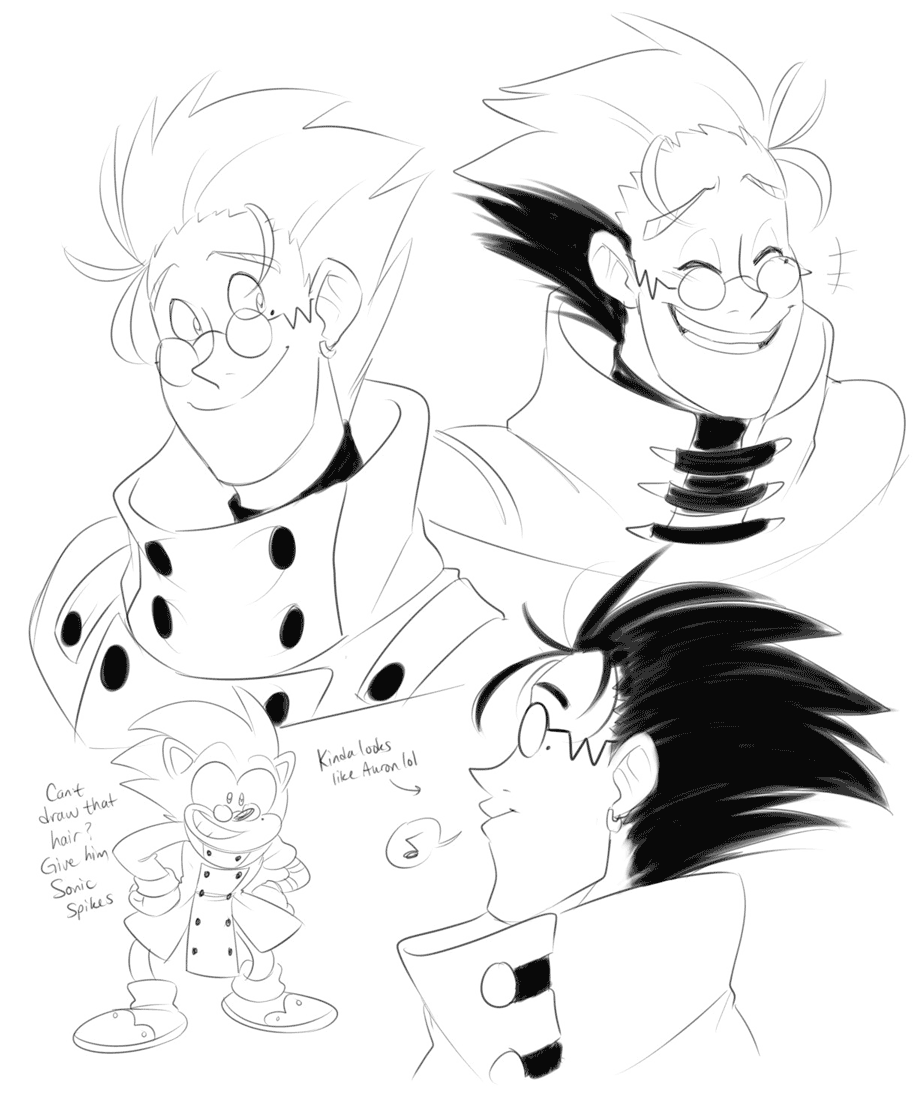 Can't
draw that
hair?
Give him
Sonic
Spikes
Kinda looks
like Auron lol